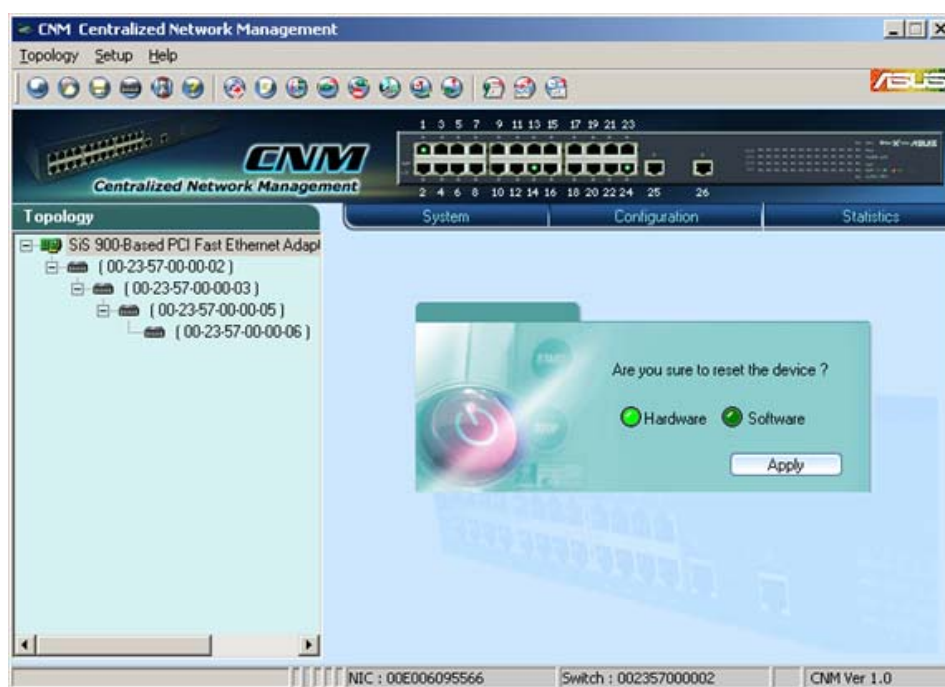 CNM Centralized Network Management
Topology Setup Help
ASUS
1 3 5 7 9 11 13 15 17 19 21 23
CNM
Centralized Network Management
2 4 6 8 10 12 14 16 18 20 22 24 25 26
Topology
System Configuration Statistics
SiS 900-Based PCI Fast Ethernet Adapt
( 00-23-57-00-00-02 )
( 00-23-57-00-00-03 )
( 00-23-57-00-00-05 )
( 00-23-57-00-00-06 )
Are you sure to reset the device ?
Hardware Software
Apply
NIC : 00E006095566 Switch : 002357000002 CNM Ver 1.0